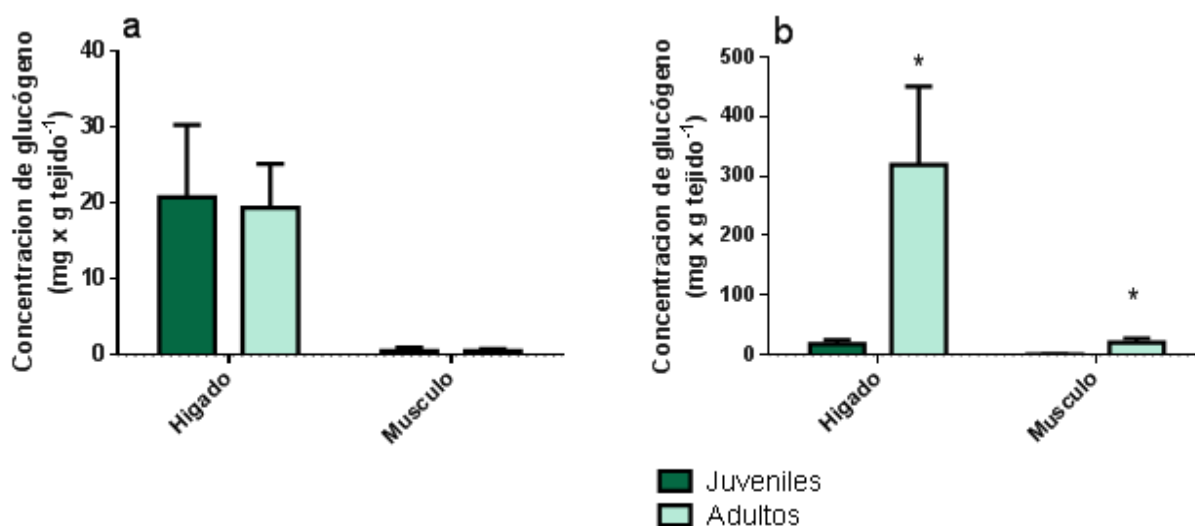 a
Concentracion de glucógeno
(mg x g tejido⁻¹)
40
30
20
10
0
Higado
Musculo
b
Concentracion de glucógeno
(mg x g tejido⁻¹)
500
400
300
200
100
0
*
*
Higado
Musculo
Juveniles
Adultos